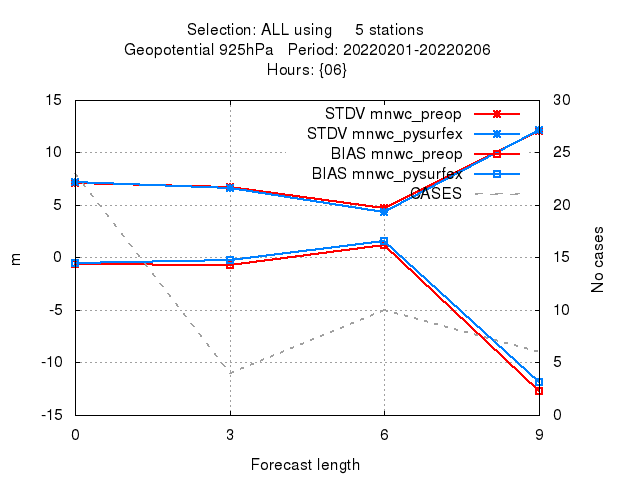 Selection: ALL using 5 stations
Geopotential 925hPa Period: 20220201-20220206
Hours: {06}
15
10
5
0
-5
-10
-15
30
25
20
15
10
5
0
STDV mnwc_preop
STDV mnwc_pysurfex
BIAS mnwc_preop
BIAS mnwc_pysurfex
CASES
m
No cases
0 3 6 9
Forecast length